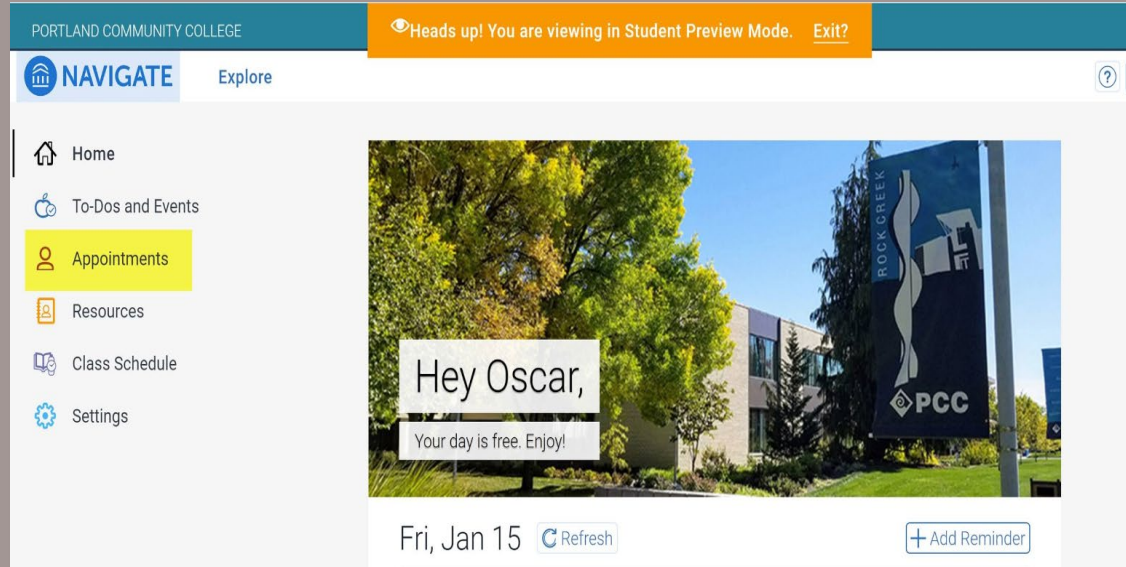 PORTLAND COMMUNITY COLLEGE
Heads up! You are viewing in Student Preview Mode. Exit?
NAVIGATE
Explore
?
Home
To-Dos and Events
Appointments
Resources
Class Schedule
Settings
ROCK CREEK
PCC
Hey Oscar,
Your day is free. Enjoy!
Fri, Jan 15
Refresh
+ Add Reminder